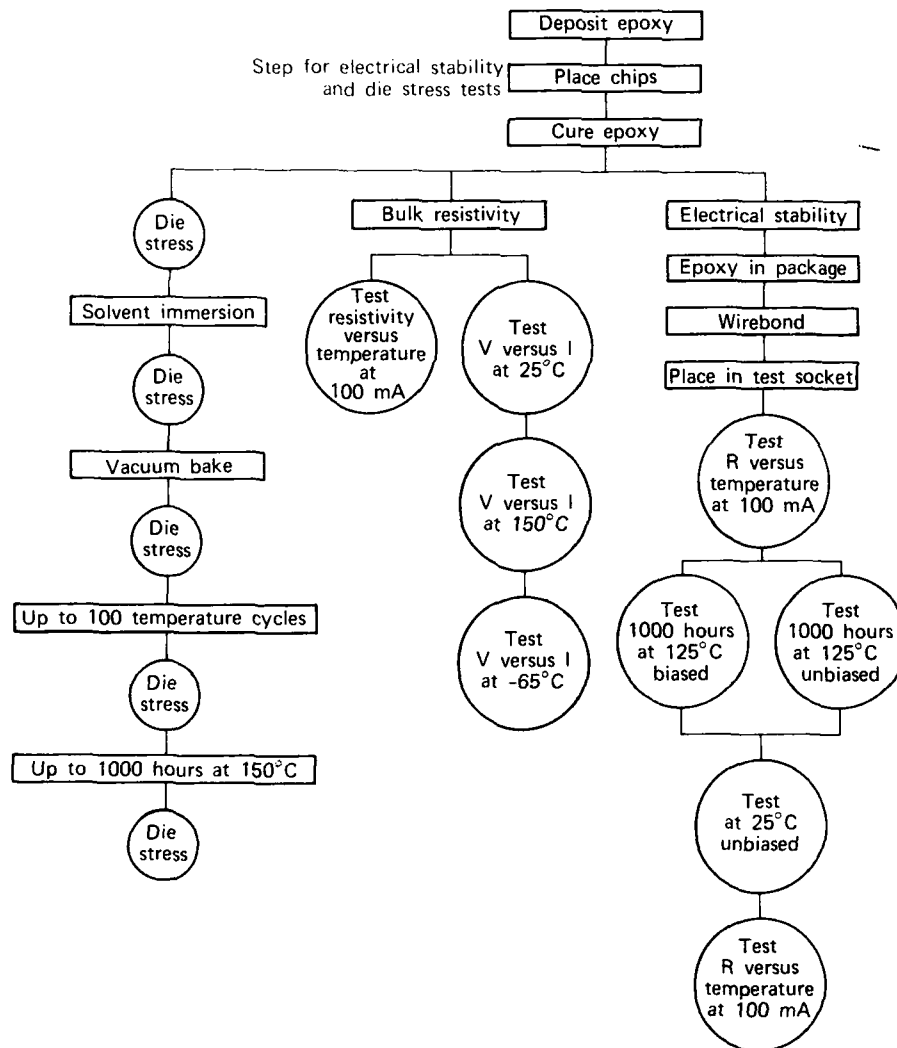 Deposit epoxy
Step for electrical stability
and die stress tests
Place chips
Cure epoxy
Die
stress
Solvent immersion
Die
stress
Vacuum bake
Die
stress
Up to 100 temperature cycles
Die
stress
Up to 1000 hours at 150°C
Die
stress
Bulk resistivity
Test
resistivity
versus
temperature
at
100 mA
Test
V versus I
at 25°C
Test
V versus I
at 150°C
Test
V versus I
at -65°C
Electrical stability
Epoxy in package
Wirebond
Place in test socket
Test
R versus
temperature
at 100 mA
Test
1000 hours
at 125°C
biased
Test
1000 hours
at 125°C
unbiased
Test
at 25°C
unbiased
Test
R versus
temperature
at 100 mA